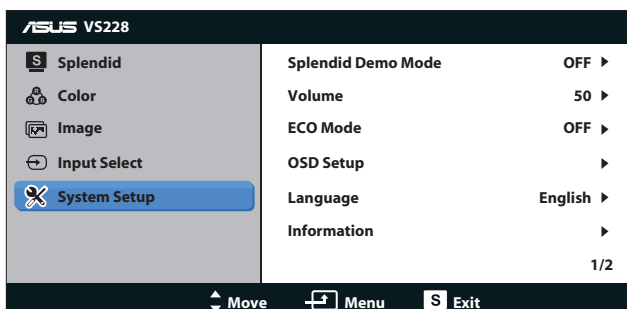 ASUS VS228
S Splendid
Color
Image
Input Select
System Setup
Splendid Demo Mode OFF
Volume 50
ECO Mode OFF
OSD Setup
Language English
Information
1/2
Move Menu S Exit